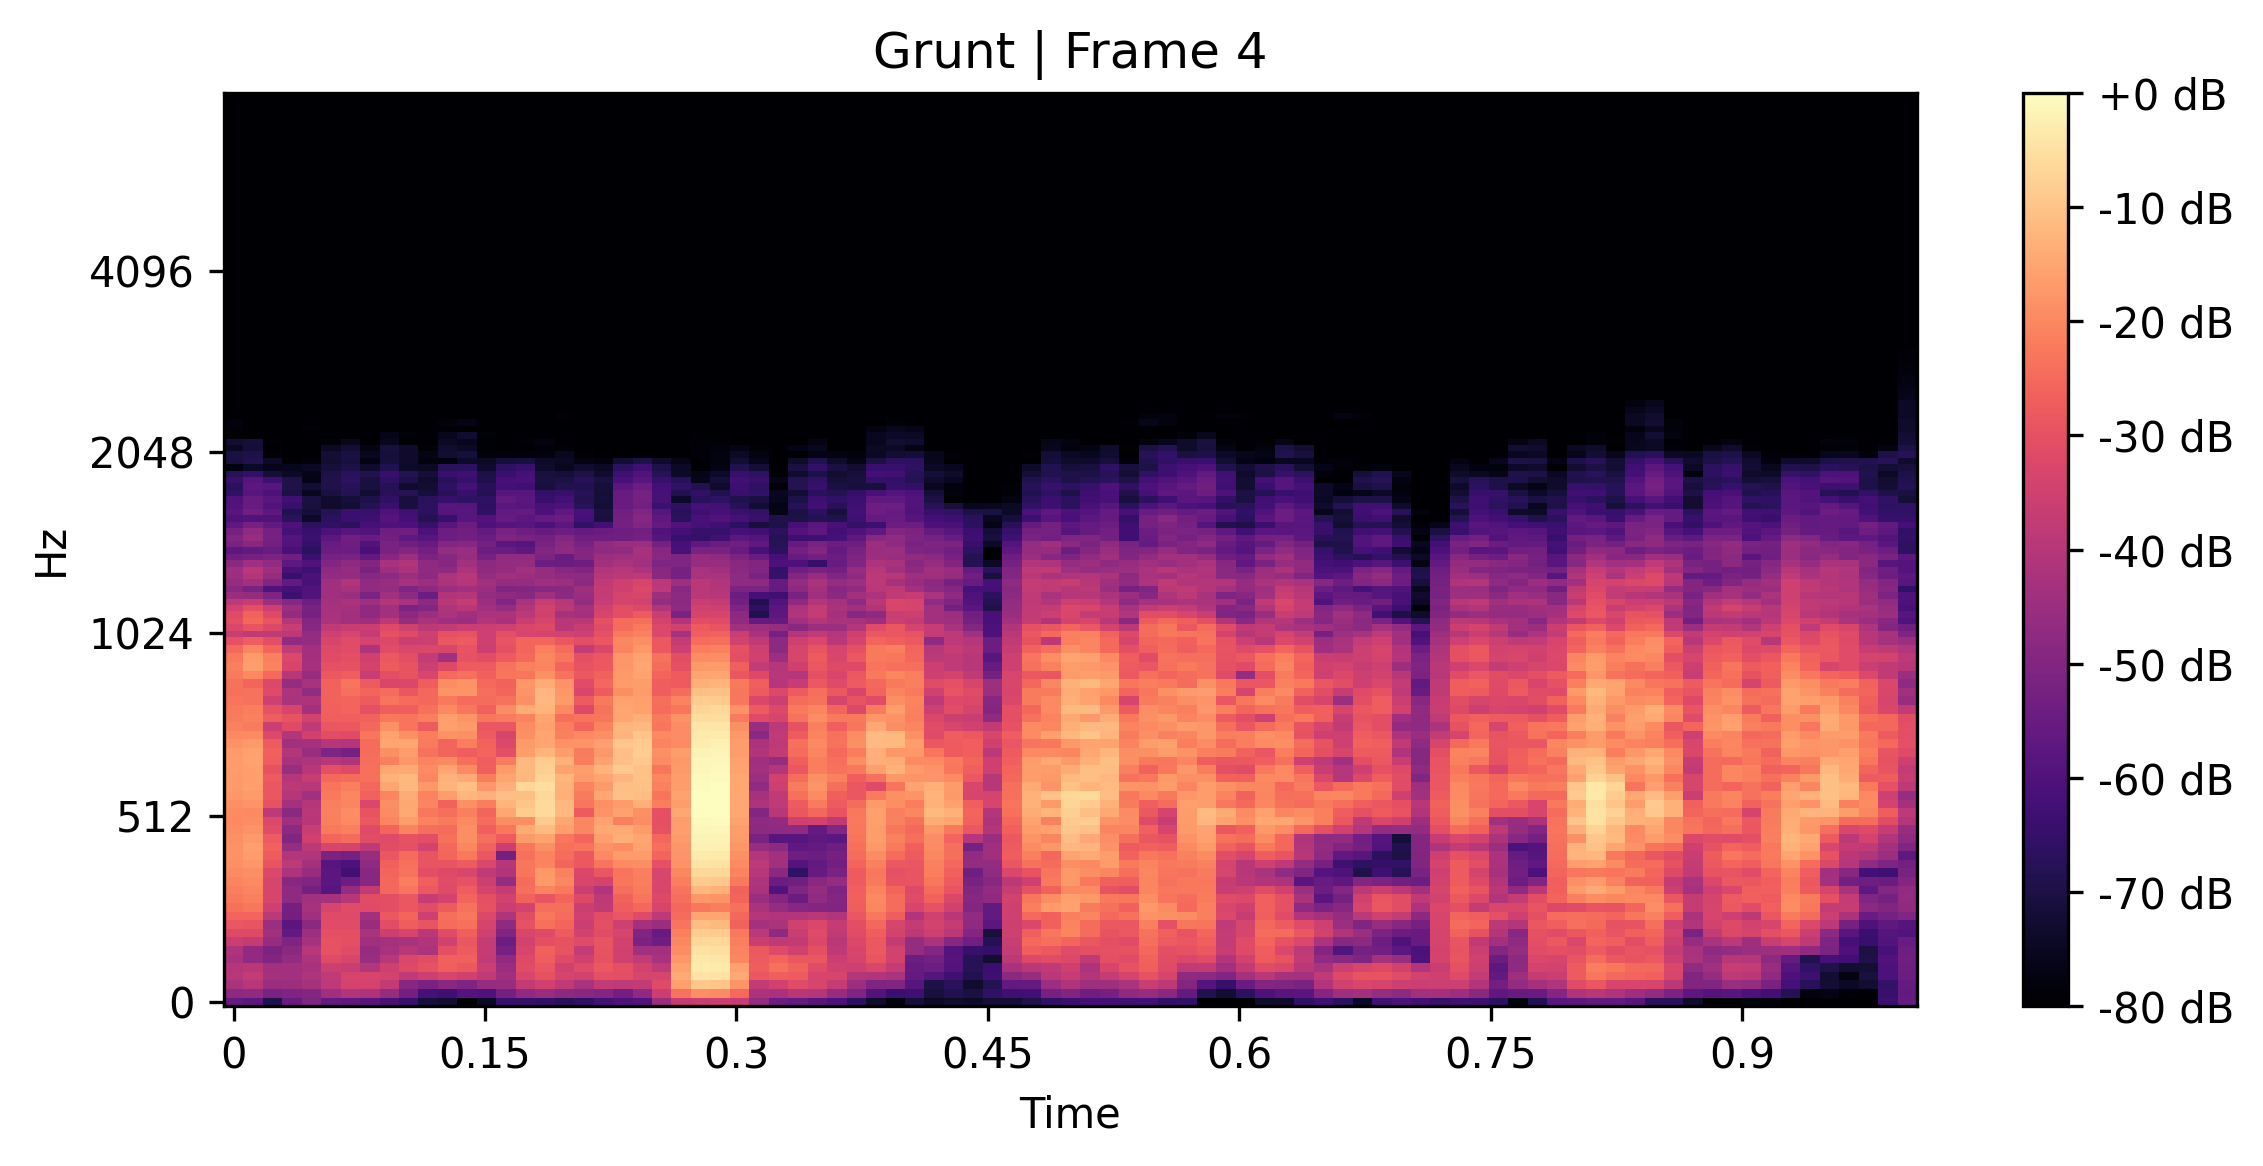 Grunt | Frame 4
Hz
4096
2048
1024
512
0
0 0.15 0.3 0.45 0.6 0.75 0.9
Time
+0 dB
-10 dB
-20 dB
-30 dB
-40 dB
-50 dB
-60 dB
-70 dB
-80 dB